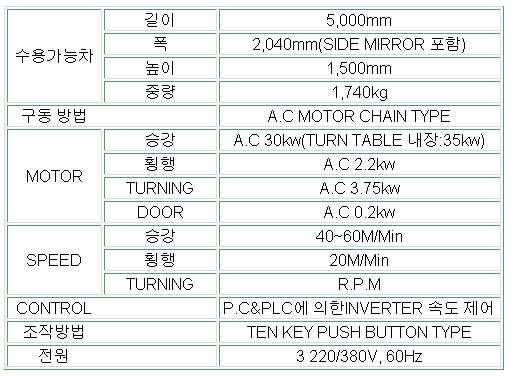 수용가능차 길이 5,000mm
폭 2,040mm(SIDE MIRROR 포함)
높이 1,500mm
중량 1,740kg
구동 방법 A.C MOTOR CHAIN TYPE
MOTOR 승강 A.C 30kw(TURN TABLE 내장:35kw)
횡행 A.C 2.2kw
TURNING A.C 3.75kw
DOOR A.C 0.2kw
SPEED 승강 40~60M/Min
횡행 20M/Min
TURNING R.P.M
CONTROL P.C&PLC에 의한INVERTER 속도 제어
조작방법 TEN KEY PUSH BUTTON TYPE
전원 3 220/380V, 60Hz